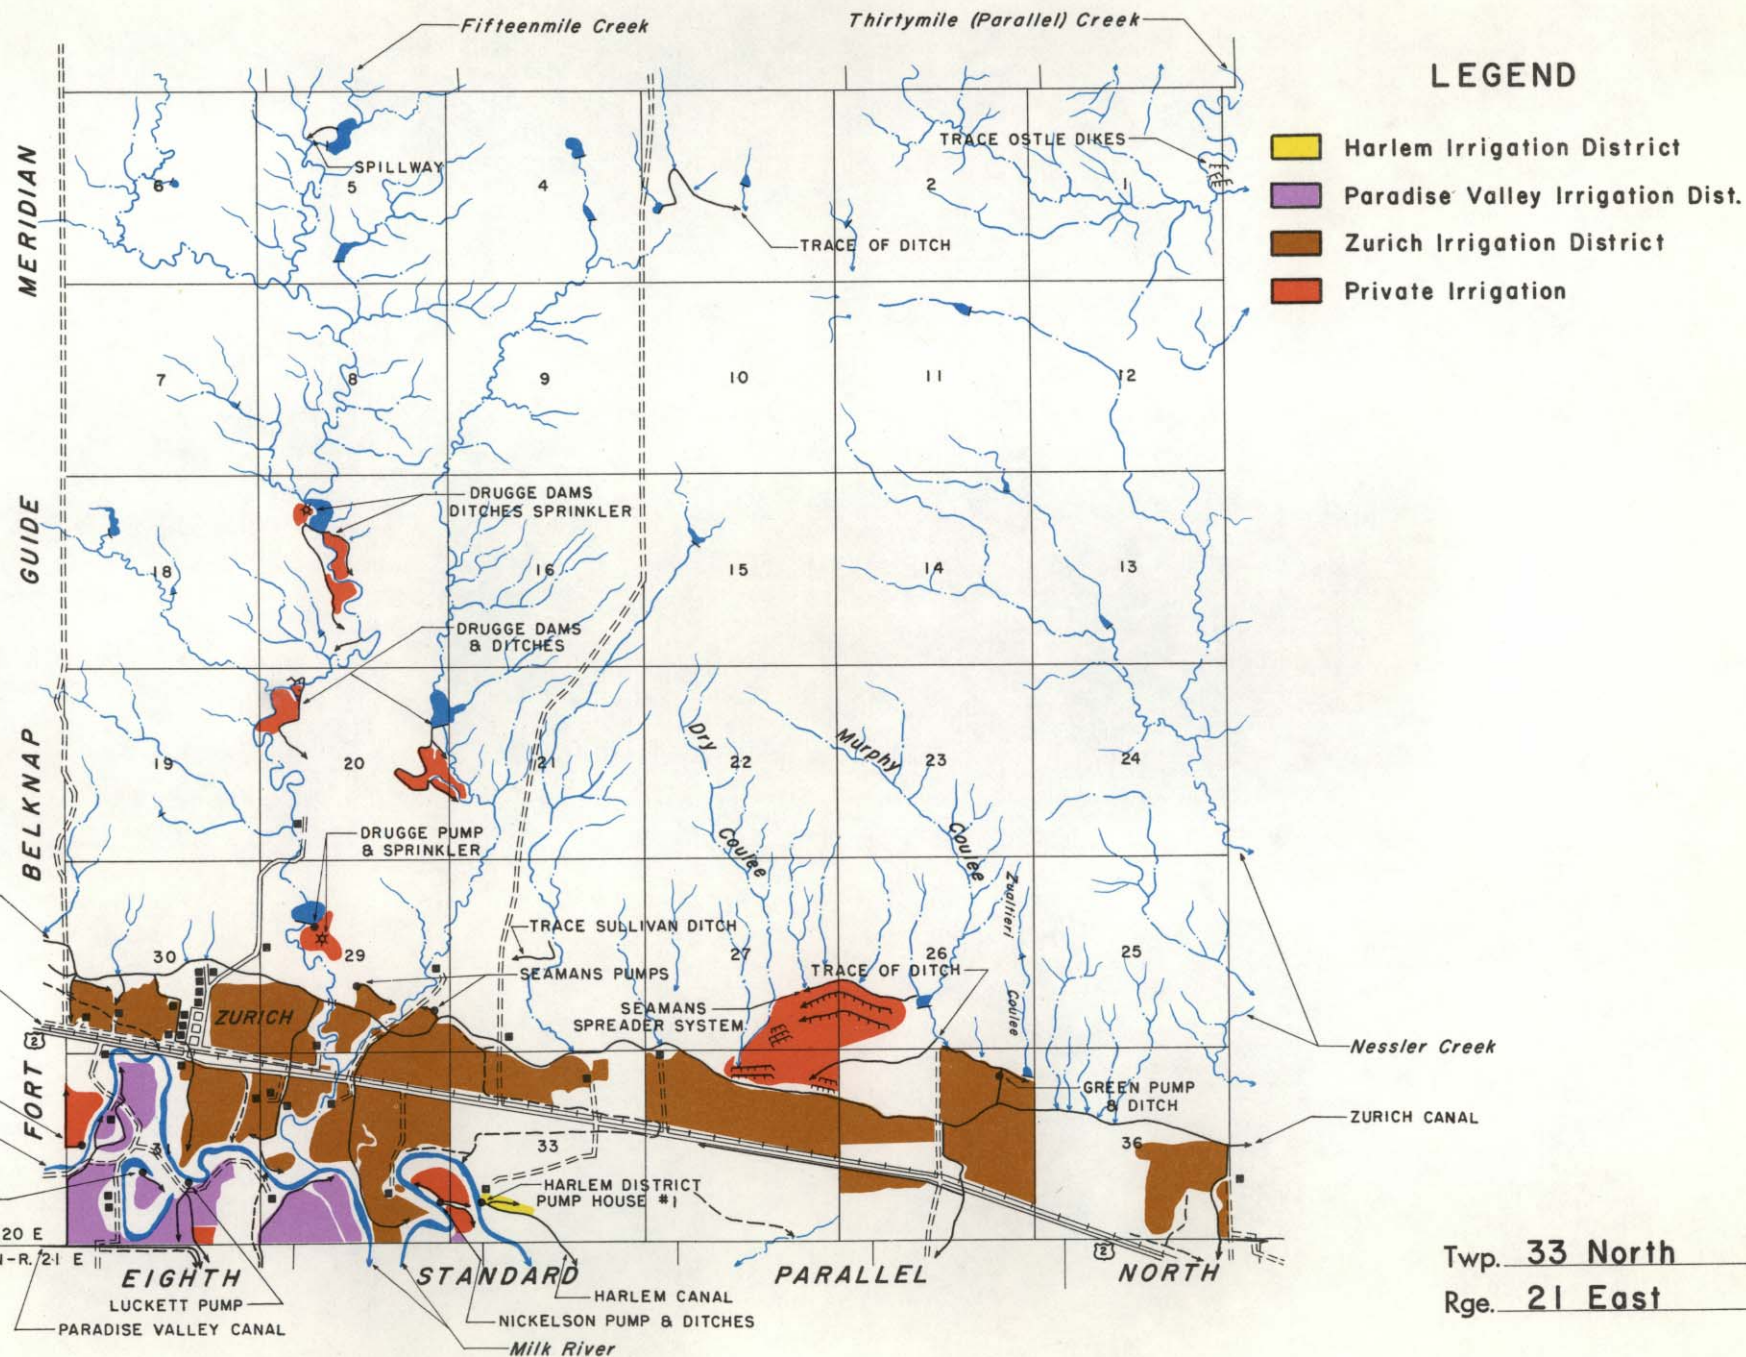 Fifteenmile Creek
Thirtymile (Parallel) Creek
LEGEND
Harlem Irrigation District
Paradise Valley Irrigation Dist.
Zurich Irrigation District
Private Irrigation
MERIDIAN
GUIDE
BELKNAP
FORT
TRACE OSTLE DIKES
SPILLWAY
6
5
4
2
1
TRACE OF DITCH
7
8
9
10
11
12
DRUGGE DAMS
DITCHES SPRINKLER
18
16
15
14
13
DRUGGE DAMS
& DITCHES
Dry
Coulee
Murphy
Coulee
19
20
21
22
23
24
DRUGGE PUMP
& SPRINKLER
Zualtieri
Coulee
TRACE SULLIVAN DITCH
30
29
27
26
25
SEAMANS PUMPS
TRACE OF DITCH
SEAMANS
SPREADER SYSTEM
ZURICH
2
Nessler Creek
GREEN PUMP
& DITCH
ZURICH CANAL
31
33
36
HARLEM DISTRICT
PUMP HOUSE #1
20 E
-R. 21 E
2
EIGHTH STANDARD PARALLEL NORTH
LUCKETT PUMP
HARLEM CANAL
PARADISE VALLEY CANAL
NICKELSON PUMP & DITCHES
Milk River
Twp. 33 North
Rge. 21 East